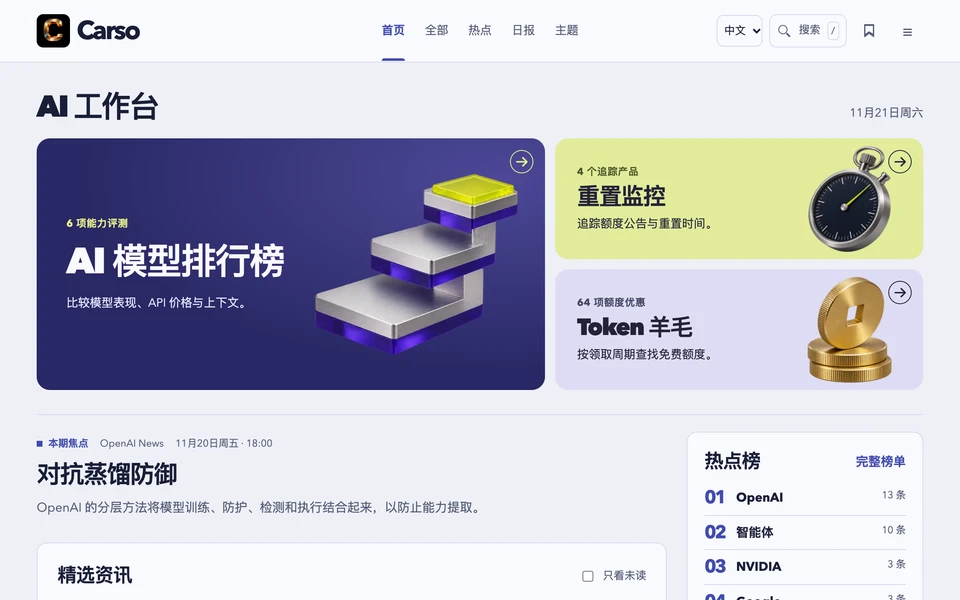 Carso
首页 全部 热点 日报 主题
中文 搜索 /
AI 工作台
11月21日周六
6 项能力评测
AI 模型排行榜
比较模型表现、API 价格与上下文。
4 个追踪产品
重置监控
追踪额度公告与重置时间。
64 项额度优惠
Token 羊毛
按领取周期查找免费额度。
本期焦点 OpenAI News 11月20日周五 · 18:00
对抗蒸馏防御
OpenAI 的分层方法将模型训练、防护、检测和执行结合起来，以防止能力提取。
精选资讯
只看未读
热点榜 完整榜单
01 OpenAI 13 条
02 智能体 10 条
03 NVIDIA 3 条
04 Google 3 条